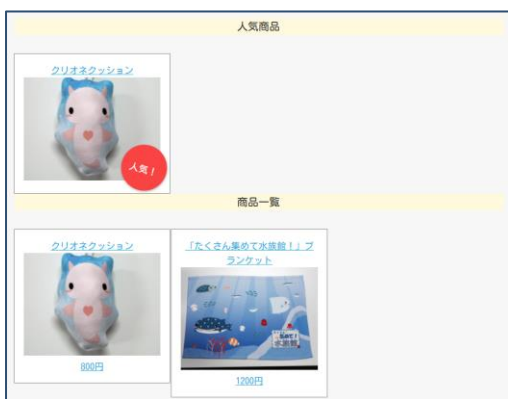 人気商品
クリオネクッション
人気！
商品一覧
クリオネクッション
800円
「たくさん集めて水族館！」ブ
ランケット
1200円